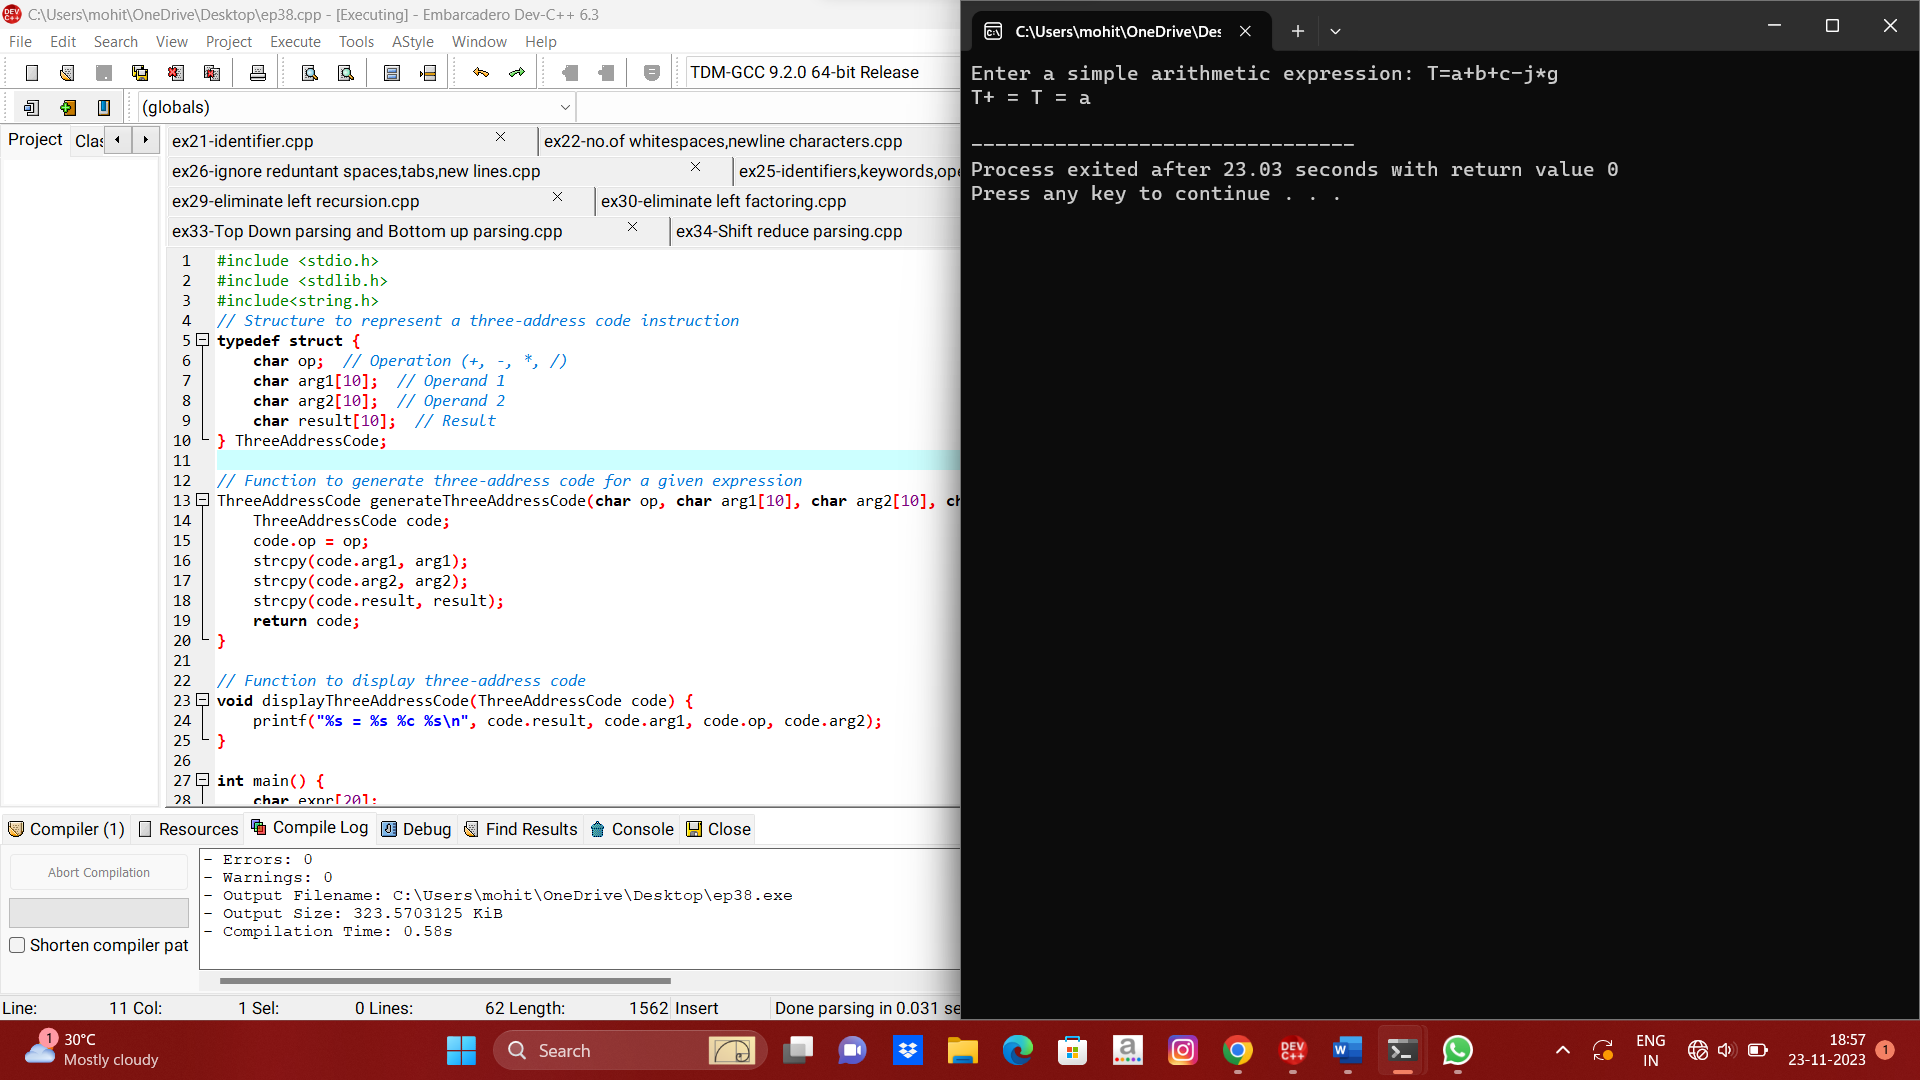 C:\Users\mohit\OneDrive\Desktop\ep38.cpp - [Executing] - Embarcadero Dev-C++ 6.3
File Edit Search View Project Execute Tools AStyle Window Help
TDM-GCC 9.2.0 64-bit Release
(globals)
Project Clas
ex21-identifier.cpp ex22-no.of whitespaces,newline characters.cpp
ex26-ignore reduntant spaces,tabs,new lines.cpp ex25-identifiers,keywords,ope
ex29-eliminate left recursion.cpp ex30-eliminate left factoring.cpp
ex33-Top Down parsing and Bottom up parsing.cpp ex34-Shift reduce parsing.cpp
1 #include <stdio.h>
2 #include <stdlib.h>
3 #include<string.h>
4 // Structure to represent a three-address code instruction
5 typedef struct {
6 char op; // Operation (+, -, *, /)
7 char arg1[10]; // Operand 1
8 char arg2[10]; // Operand 2
9 char result[10]; // Result
10 } ThreeAddressCode;
11
12 // Function to generate three-address code for a given expression
13 ThreeAddressCode generateThreeAddressCode(char op, char arg1[10], char arg2[10], ch
14 ThreeAddressCode code;
15 code.op = op;
16 strcpy(code.arg1, arg1);
17 strcpy(code.arg2, arg2);
18 strcpy(code.result, result);
19 return code;
20 }
21
22 // Function to display three-address code
23 void displayThreeAddressCode(ThreeAddressCode code) {
24 printf("%s = %s %c %s\n", code.result, code.arg1, code.op, code.arg2);
25 }
26
27 int main() {
28 char expr[20];
Compiler (1) Resources Compile Log Debug Find Results Console Close
Abort Compilation
Shorten compiler pat
- Errors: 0
- Warnings: 0
- Output Filename: C:\Users\mohit\OneDrive\Desktop\ep38.exe
- Output Size: 323.5703125 KiB
- Compilation Time: 0.58s
Line: 11 Col: 1 Sel: 0 Lines: 62 Length: 1562 Insert Done parsing in 0.031 se
C:\Users\mohit\OneDrive\Des
Enter a simple arithmetic expression: T=a+b+c-j*g
T+ = T = a
--------------------------------
Process exited after 23.03 seconds with return value 0
Press any key to continue . . .
1 30°C
Mostly cloudy
Search
DEV C++
ENG
IN
18:57
23-11-2023
1